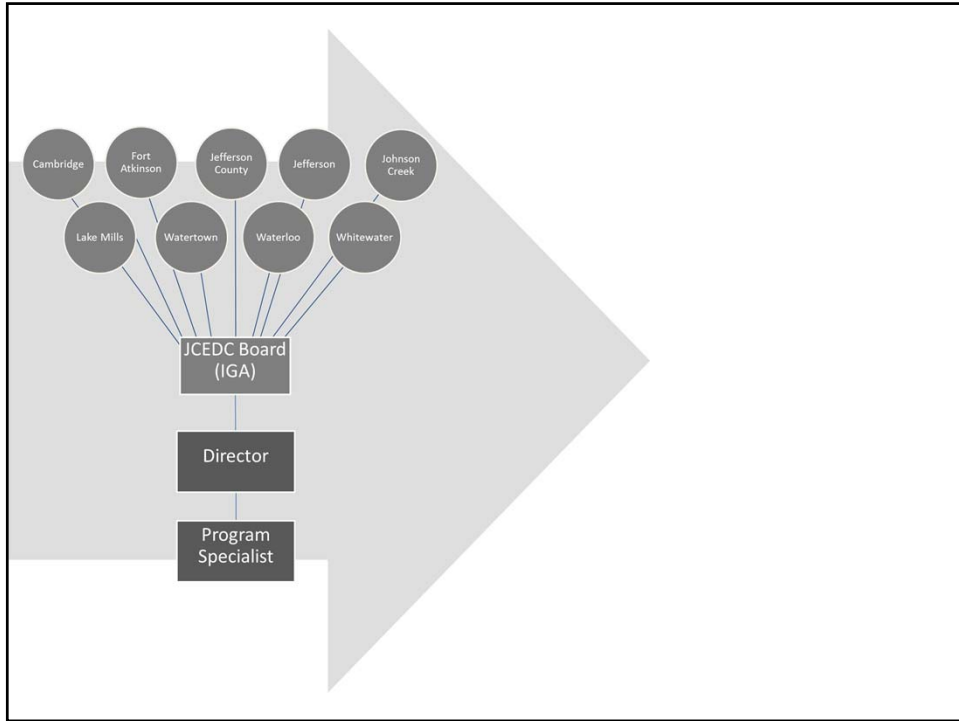 Cambridge
Fort
Atkinson
Jefferson
County
Jefferson
Johnson
Creek
Lake Mills
Watertown
Waterloo
Whitewater
JCEDC Board
(IGA)
Director
Program
Specialist